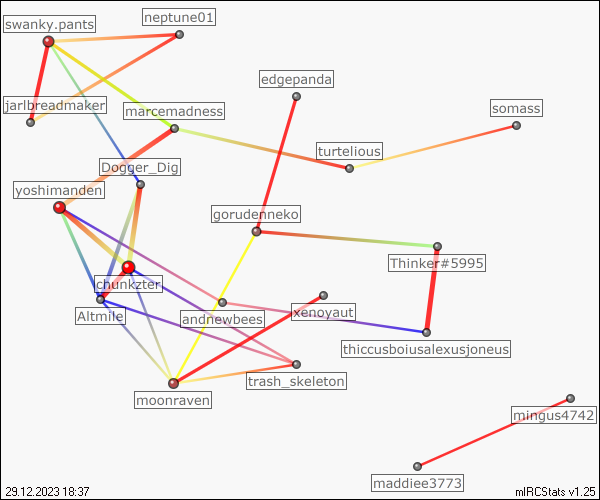 neptune01
swanky.pants
edgepanda
jarlbreadmaker
marcemadness
somass
turtelious
Dogger_Dig
yoshimanden
gorudenneko
Thinker#5995
chunkzter
Altmile
andnewbees
xenoyaut
thiccusboiusalexusjoneus
trash_skeleton
moonraven
mingus4742
maddiee3773
29.12.2023 18:37
mIRCStats v1.25